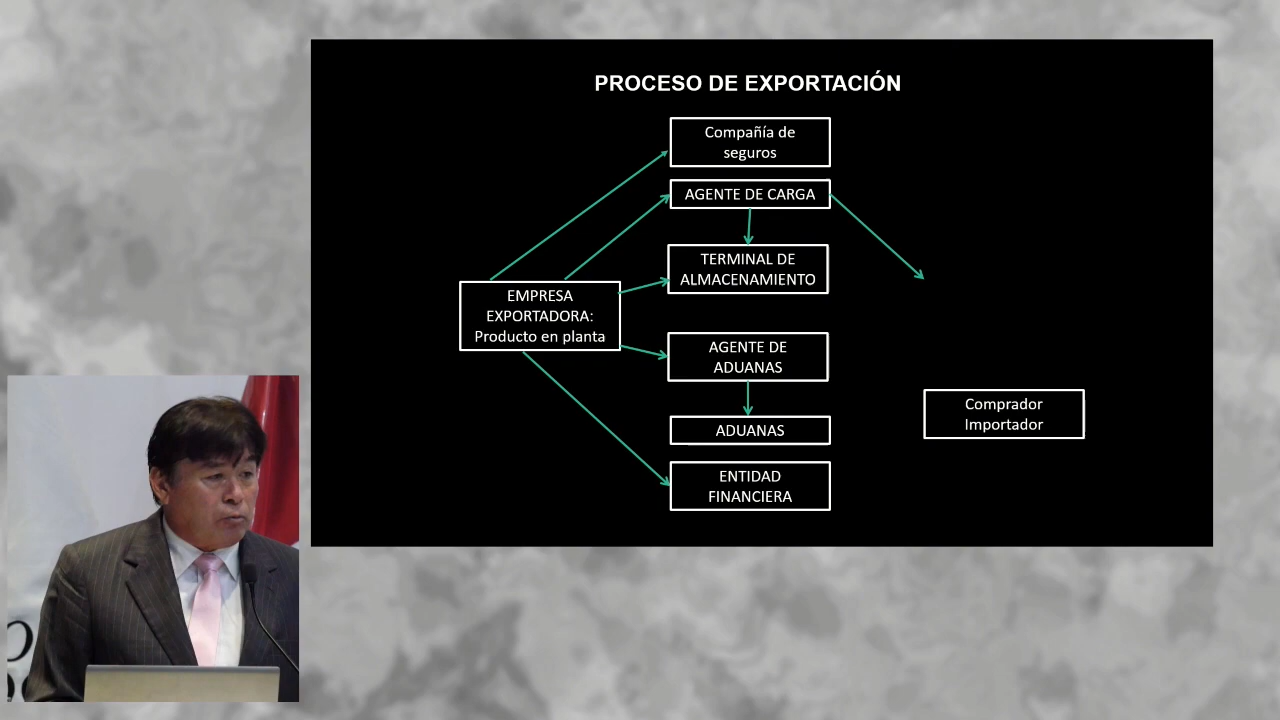 PROCESO DE EXPORTACIÓN
Compañía de
seguros
AGENTE DE CARGA
TERMINAL DE
ALMACENAMIENTO
EMPRESA
EXPORTADORA:
Producto en planta
AGENTE DE
ADUANAS
ADUANAS
ENTIDAD
FINANCIERA
Comprador
Importador